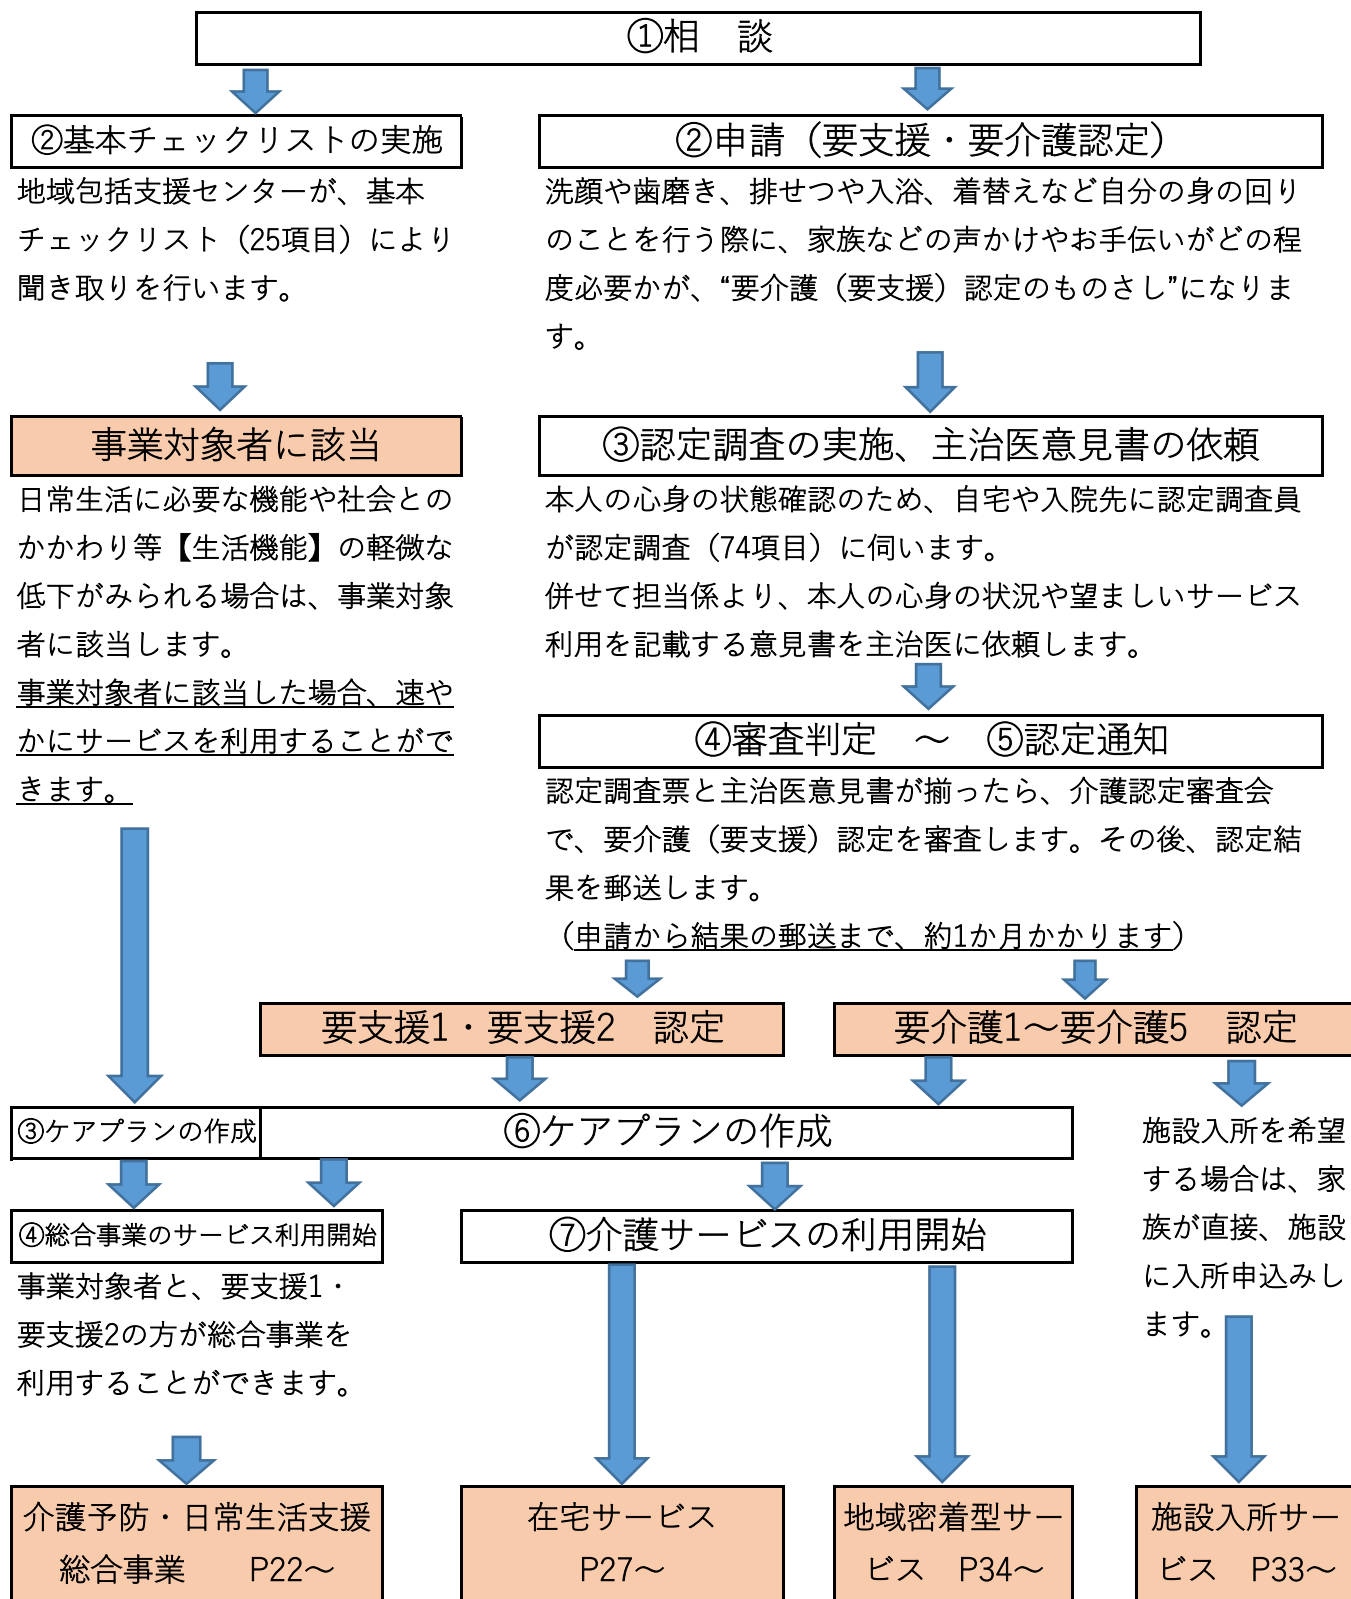 ①相　談
②基本チェックリストの実施
地域包括支援センターが、基本
チェックリスト（25項目）により
聞き取りを行います。
事業対象者に該当
日常生活に必要な機能や社会との
かかわり等【生活機能】の軽微な
低下がみられる場合は、事業対象
者に該当します。
事業対象者に該当した場合、速や
かにサービスを利用することがで
きます。
②申請（要支援・要介護認定）
洗顔や歯磨き、排せつや入浴、着替えなど自分の身の回り
のことを行う際に、家族などの声かけやお手伝いがどの程
度必要かが、“要介護（要支援）認定のものさし”になりま
す。
③認定調査の実施、主治医意見書の依頼
本人の心身の状態確認のため、自宅や入院先に認定調査員
が認定調査（74項目）に伺います。
併せて担当係より、本人の心身の状況や望ましいサービス
利用を記載する意見書を主治医に依頼します。
④審査判定　～　⑤認定通知
認定調査票と主治医意見書が揃ったら、介護認定審査会
で、要介護（要支援）認定を審査します。その後、認定結
果を郵送します。
（申請から結果の郵送まで、約1か月かかります）
要支援1・要支援2　認定
要介護1～要介護5　認定
③ケアプランの作成
⑥ケアプランの作成
施設入所を希望
する場合は、家
族が直接、施設
に入所申込みし
ます。
④総合事業のサービス利用開始
事業対象者と、要支援1・
要支援2の方が総合事業を
利用することができます。
⑦介護サービスの利用開始
介護予防・日常生活支援
総合事業　　P22～
在宅サービス
P27～
地域密着型サー
ビス　P34～
施設入所サー
ビス　P33～